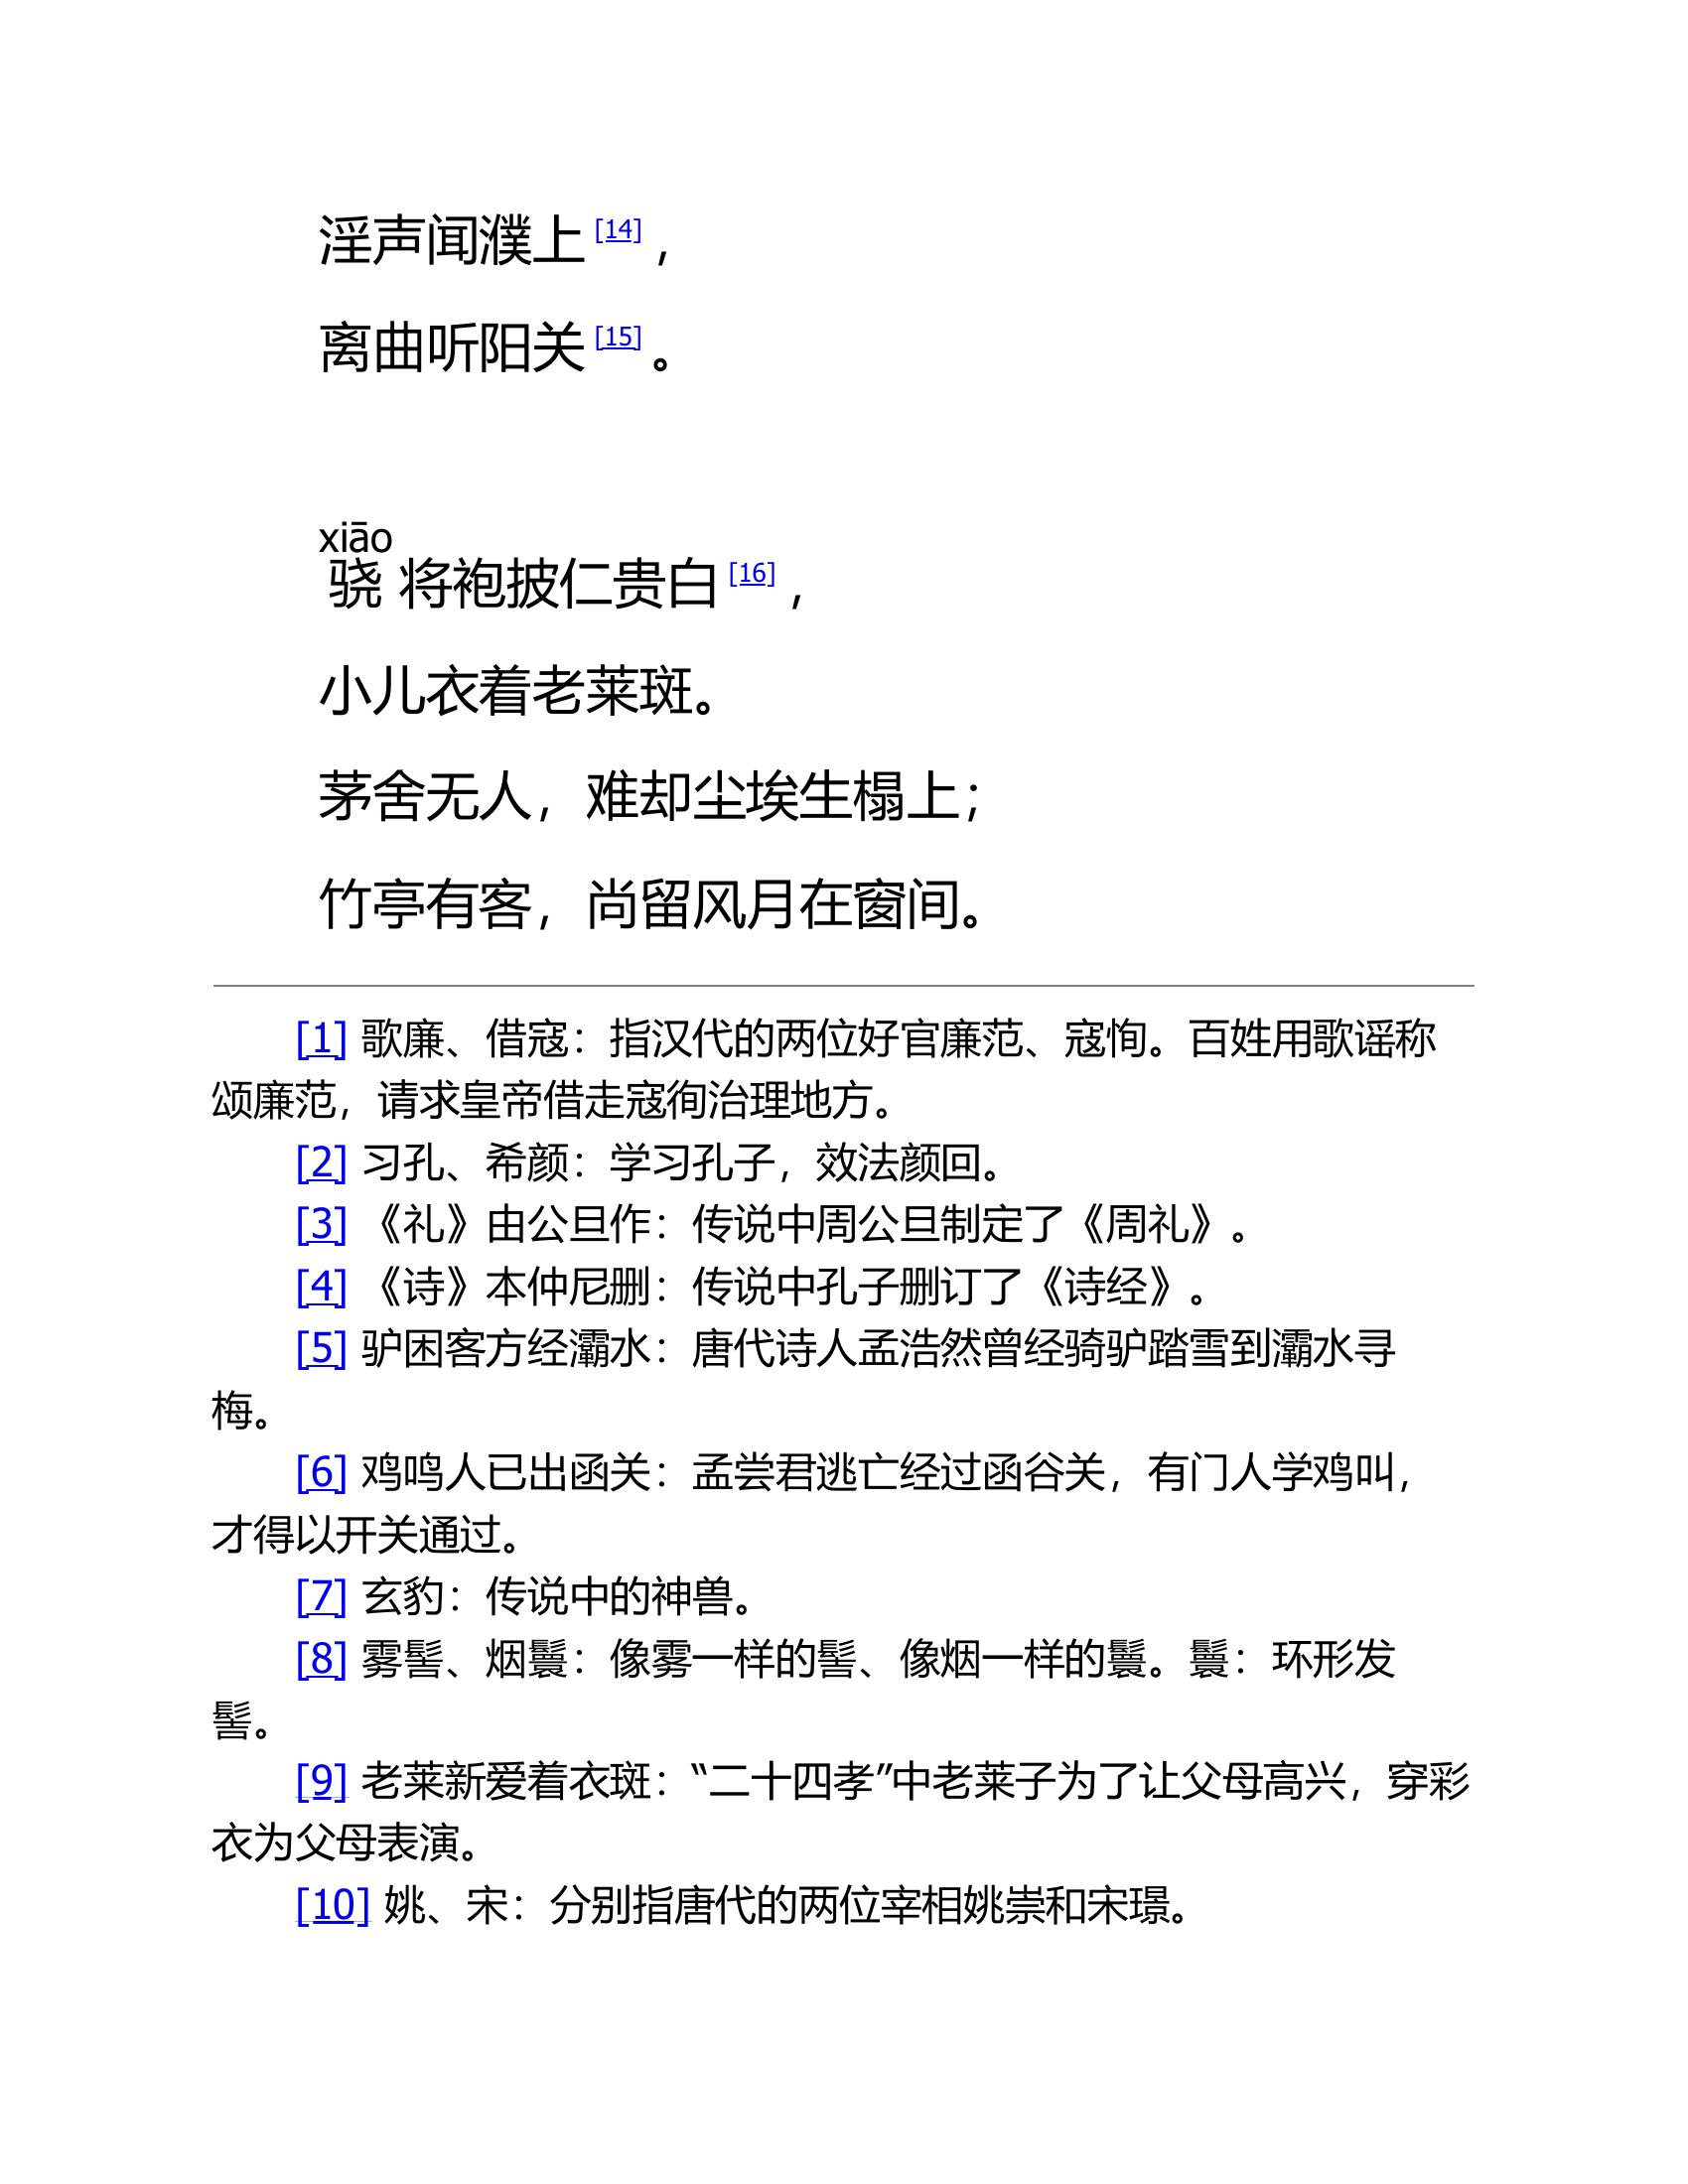 淫声闻濮上[14]，
离曲听阳关[15]。
xiāo
骁 将袍披仁贵白[16]，
小儿衣着老莱斑。
茅舍无人，难却尘埃生榻上；
竹亭有客，尚留风月在窗间。
[1] 歌廉、借寇：指汉代的两位好官廉范、寇恂。百姓用歌谣称
颂廉范，请求皇帝借走寇徇治理地方。
[2] 习孔、希颜：学习孔子，效法颜回。
[3] 《礼》由公旦作：传说中周公旦制定了《周礼》。
[4] 《诗》本仲尼删：传说中孔子删订了《诗经》。
[5] 驴困客方经灞水：唐代诗人孟浩然曾经骑驴踏雪到灞水寻
梅。
[6] 鸡鸣人已出函关：孟尝君逃亡经过函谷关，有门人学鸡叫，
才得以开关通过。
[7] 玄豹：传说中的神兽。
[8] 雾髻、烟鬟：像雾一样的髻、像烟一样的鬟。鬟：环形发
髻。
[9] 老莱新爱着衣斑：“二十四孝”中老莱子为了让父母高兴，穿彩
衣为父母表演。
[10] 姚、宋：分别指唐代的两位宰相姚崇和宋璟。